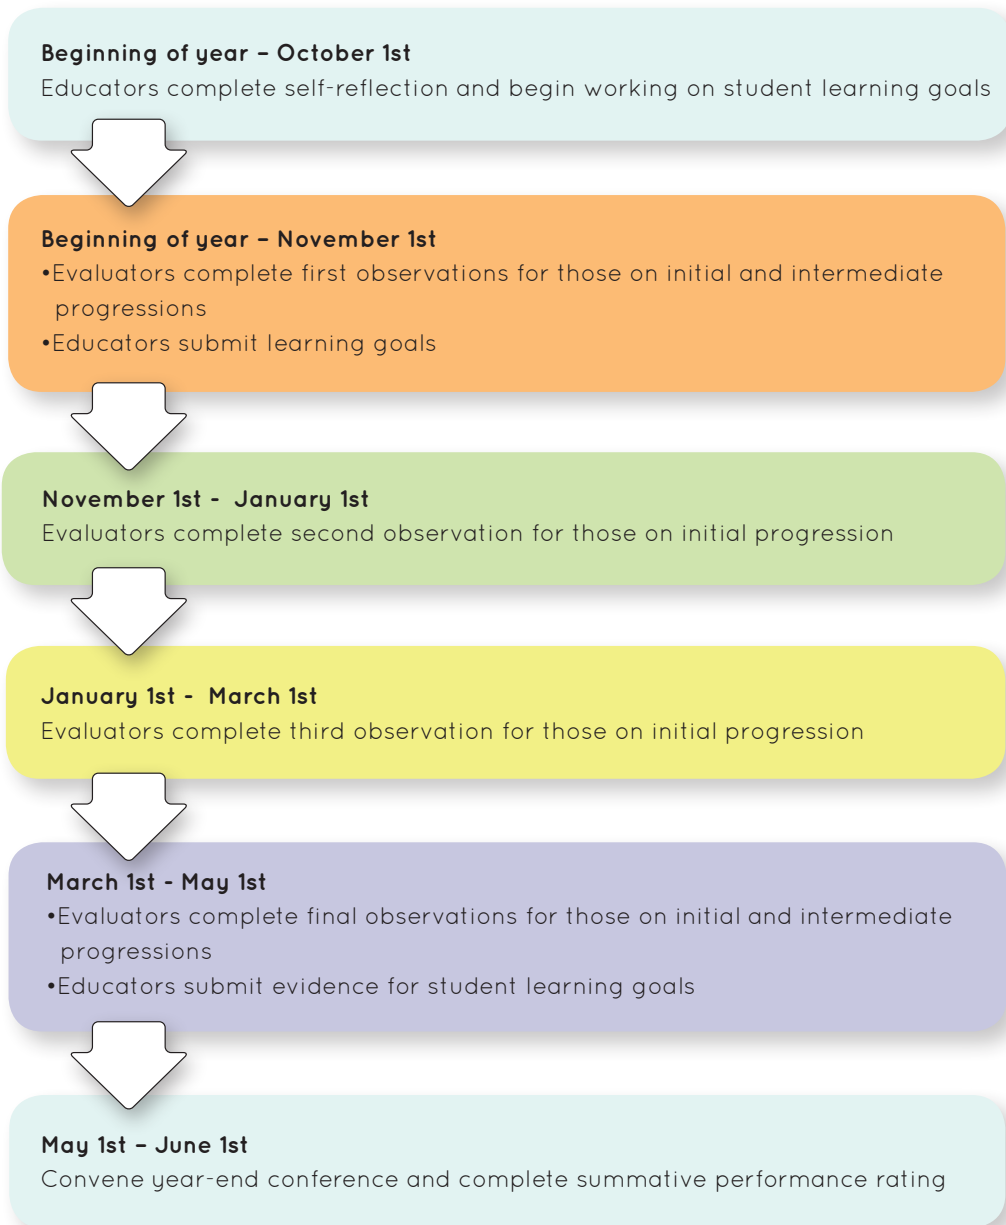 Beginning of year – October 1st
Educators complete self-reflection and begin working on student learning goals
Beginning of year – November 1st
•Evaluators complete first observations for those on initial and intermediate
progressions
•Educators submit learning goals
November 1st - January 1st
Evaluators complete second observation for those on initial progression
January 1st - March 1st
Evaluators complete third observation for those on initial progression
March 1st - May 1st
•Evaluators complete final observations for those on initial and intermediate
progressions
•Educators submit evidence for student learning goals
May 1st – June 1st
Convene year-end conference and complete summative performance rating